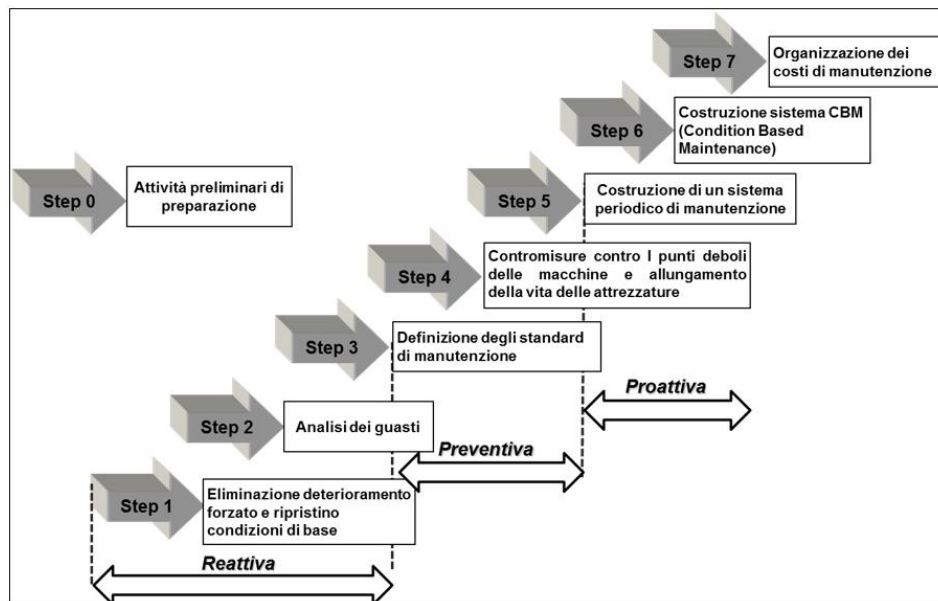 Step 7
Organizzazione dei
costi di manutenzione
Step 6
Costruzione sistema CBM
(Condition Based
Maintenance)
Step 0
Attività preliminari di
preparazione
Step 5
Costruzione di un sistema
periodico di manutenzione
Step 4
Contromisure contro I punti deboli
delle macchine e allungamento
della vita delle attrezzature
Step 3
Definizione degli standard
di manutenzione
Proattiva
Step 2
Analisi dei guasti
Preventiva
Step 1
Eliminazione deterioramento
forzato e ripristino
condizioni di base
Reattiva